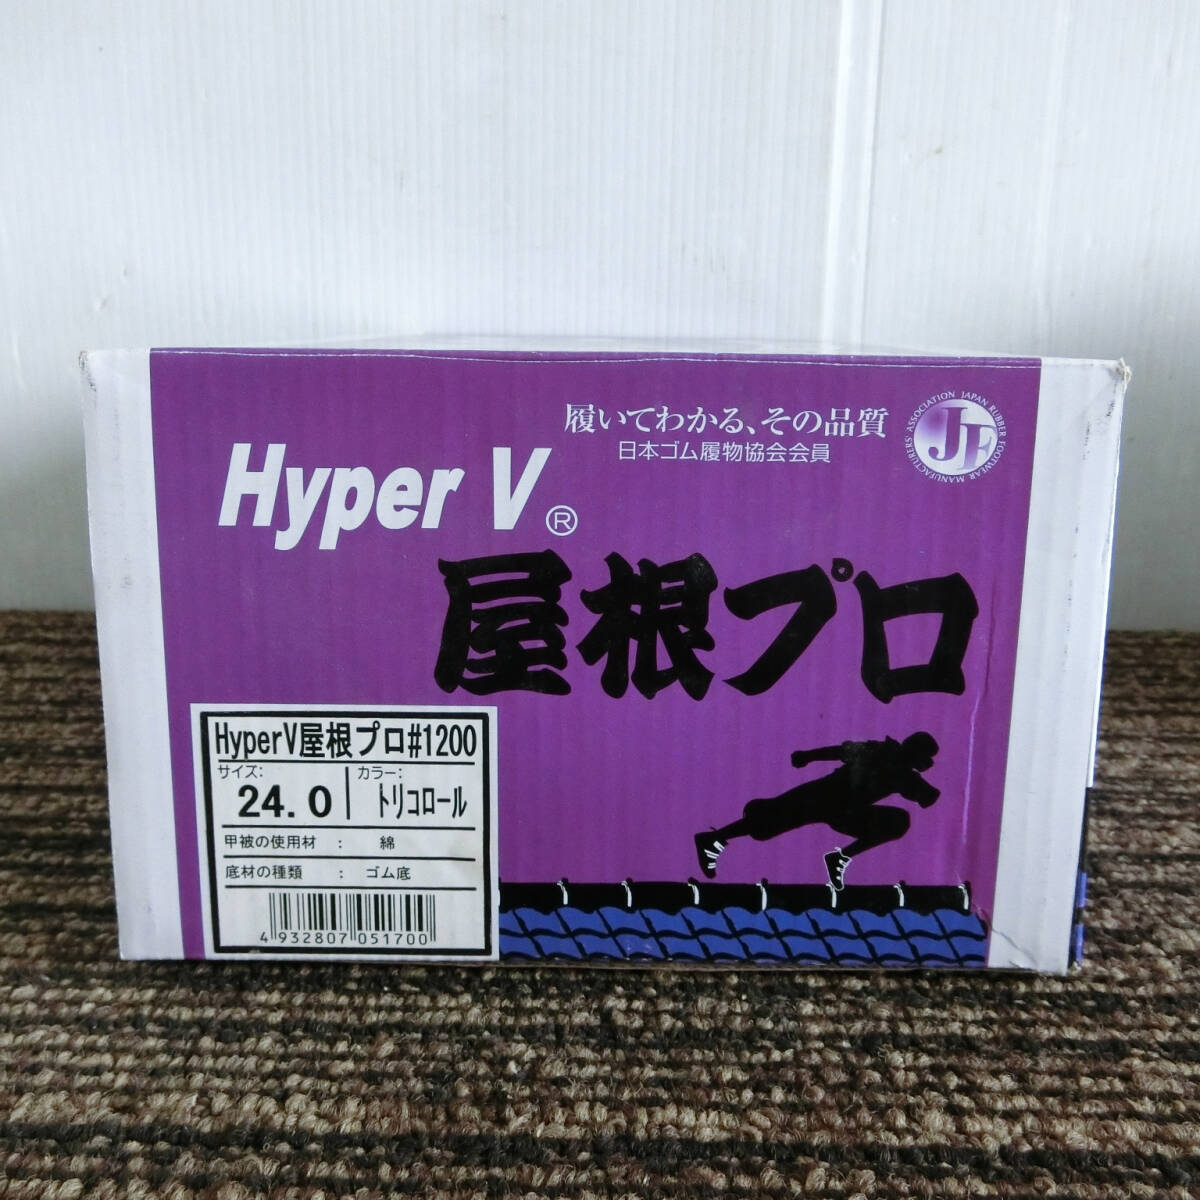 履いてわかる、その品質
日本ゴム履物協会会員
JAPAN RUBBER FOOTWEAR MANUFACTURERS' ASSOCIATION
JF
Hyper V®
屋根プロ
HyperV屋根プロ#1200
サイズ: カラー:
24.0 トリコロール
甲被の使用材 : 綿
底材の種類 : ゴム底
4 932807 051700